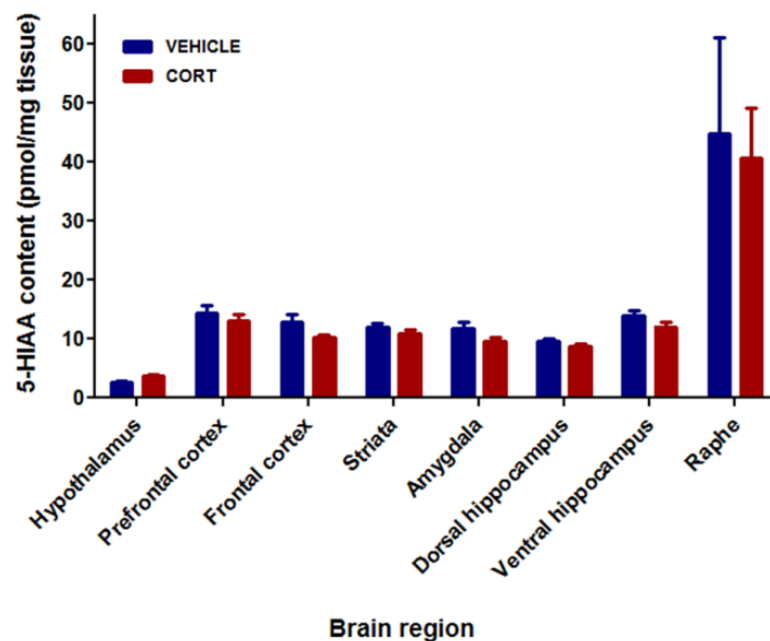 5-HIAA content (pmol/mg tissue)
60
50
40
30
20
10
0
VEHICLE
CORT
Hypothalamus
Prefrontal cortex
Frontal cortex
Striata
Amygdala
Dorsal hippocampus
Ventral hippocampus
Raphe
Brain region